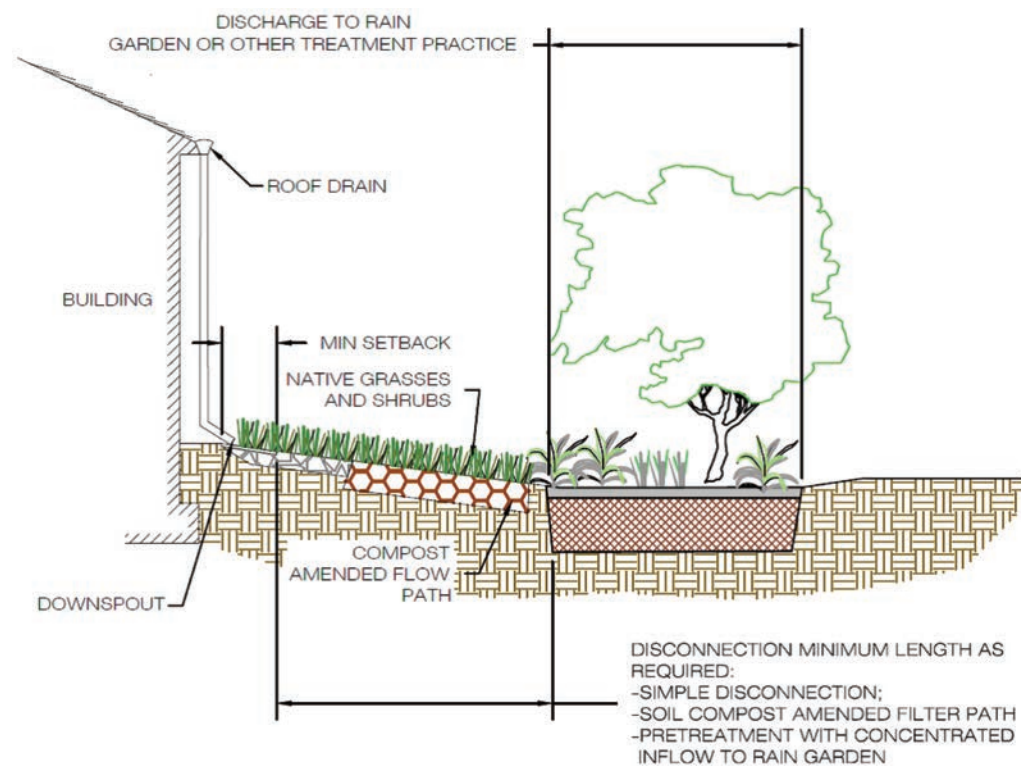 DISCHARGE TO RAIN
GARDEN OR OTHER TREATMENT PRACTICE
ROOF DRAIN
BUILDING
MIN SETBACK
NATIVE GRASSES
AND SHRUBS
COMPOST
AMENDED FLOW
PATH
DOWNSPOUT
DISCONNECTION MINIMUM LENGTH AS
REQUIRED:
-SIMPLE DISCONNECTION;
-SOIL COMPOST AMENDED FILTER PATH
-PRETREATMENT WITH CONCENTRATED
INFLOW TO RAIN GARDEN